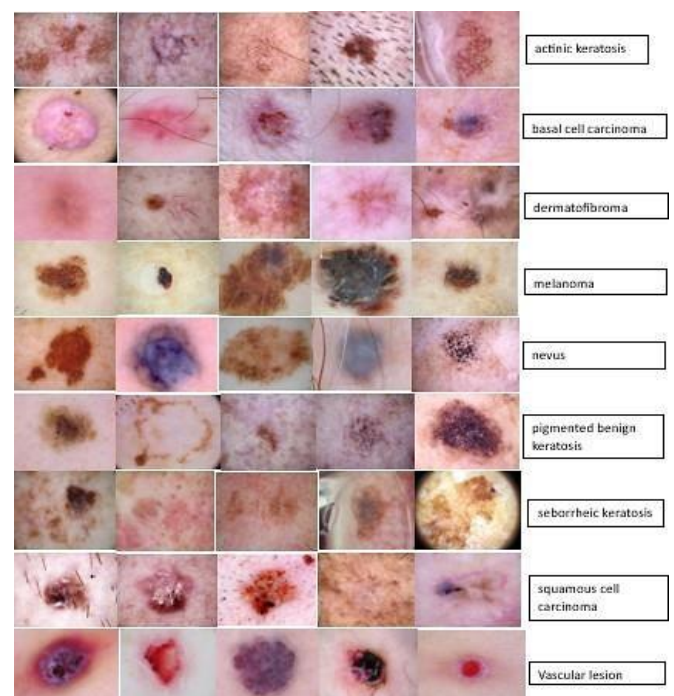 actinic keratosis
basal cell carcinoma
dermatofibroma
melanoma
nevus
pigmented benign
keratosis
seborrheic keratosis
squamous cell
carcinoma
Vascular lesion